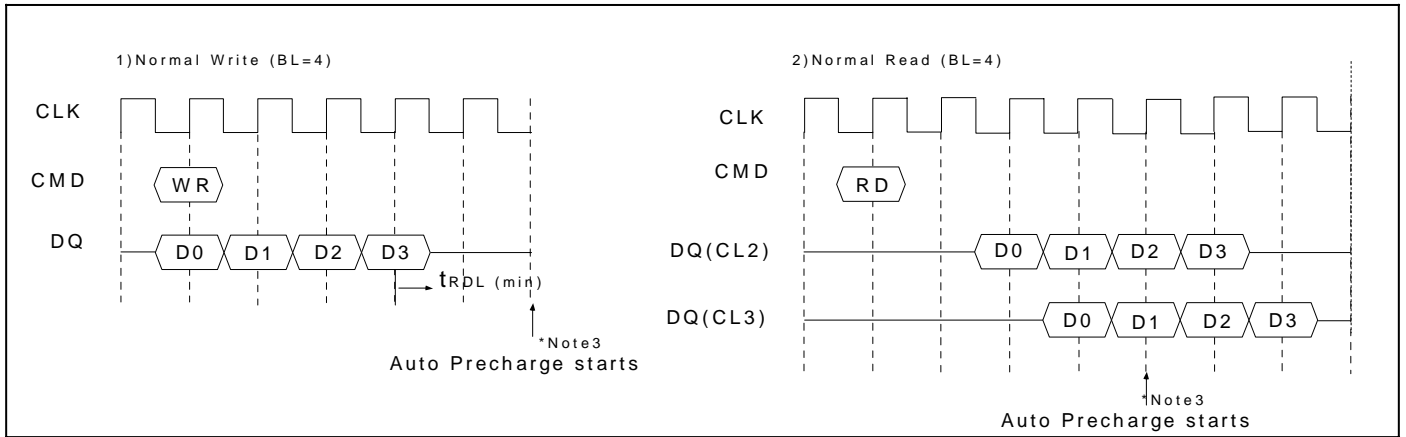 1)Normal Write (BL=4)
CLK
CMD
WR
DQ
D0 D1 D2 D3
tRDL (min)
*Note3
Auto Precharge starts
2)Normal Read (BL=4)
CLK
CMD
RD
DQ(CL2)
D0 D1 D2 D3
DQ(CL3)
D0 D1 D2 D3
*Note3
Auto Precharge starts